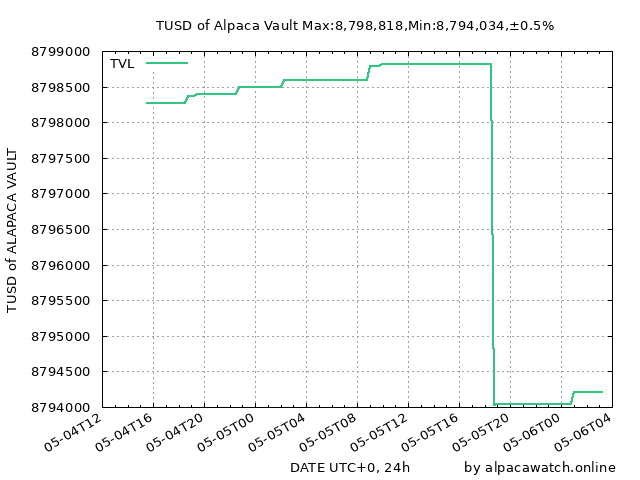 TUSD of Alpaca Vault Max:8,798,818,Min:8,794,034,±0.5%
TVL
8799000
8798500
8798000
8797500
8797000
8796500
8796000
8795500
8795000
8794500
8794000
TUSD of ALAPACA VAULT
05-04T12
05-04T16
05-04T20
05-05T00
05-05T04
05-05T08
05-05T12
05-05T16
05-05T20
05-06T00
05-06T04
DATE UTC+0, 24h
by alpacawatch.online